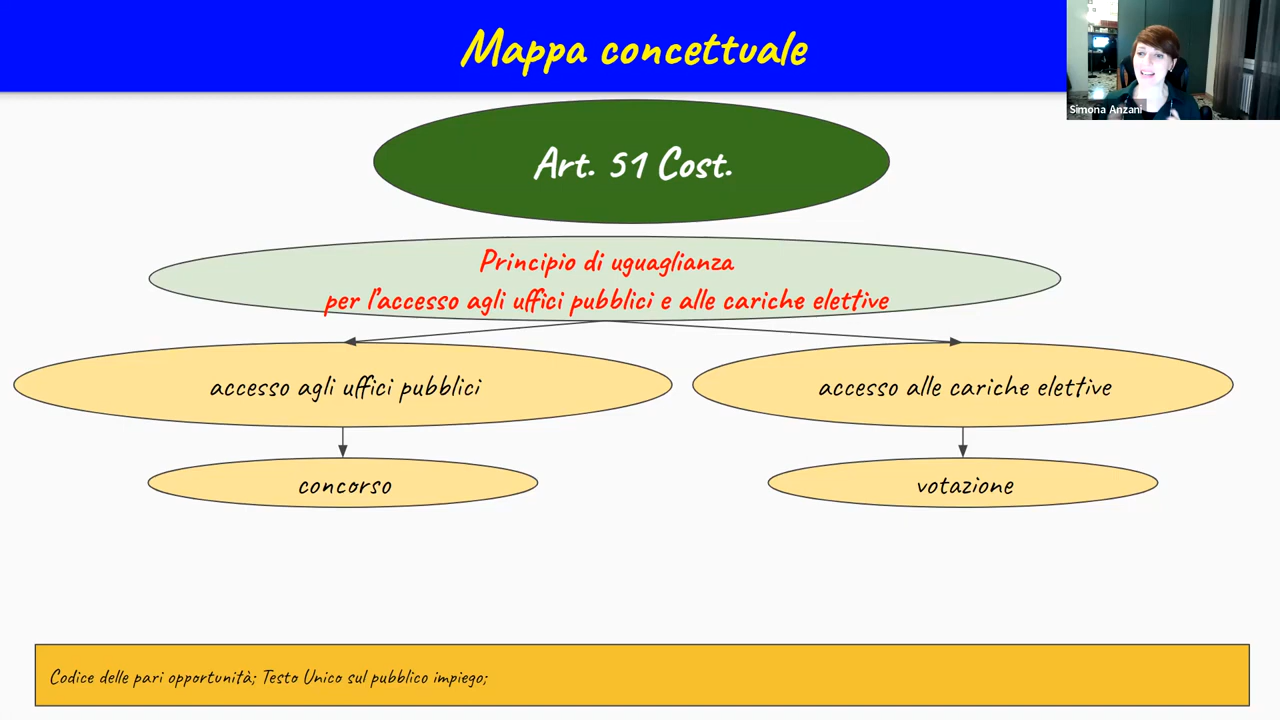 Mappa concettuale
Simona Anzani
Art. 51 Cost.
Principio di uguaglianza
per l'accesso agli uffici pubblici e alle cariche elettive
accesso agli uffici pubblici
accesso alle cariche elettive
concorso
votazione
Codice delle pari opportunità; Testo Unico sul pubblico impiego;